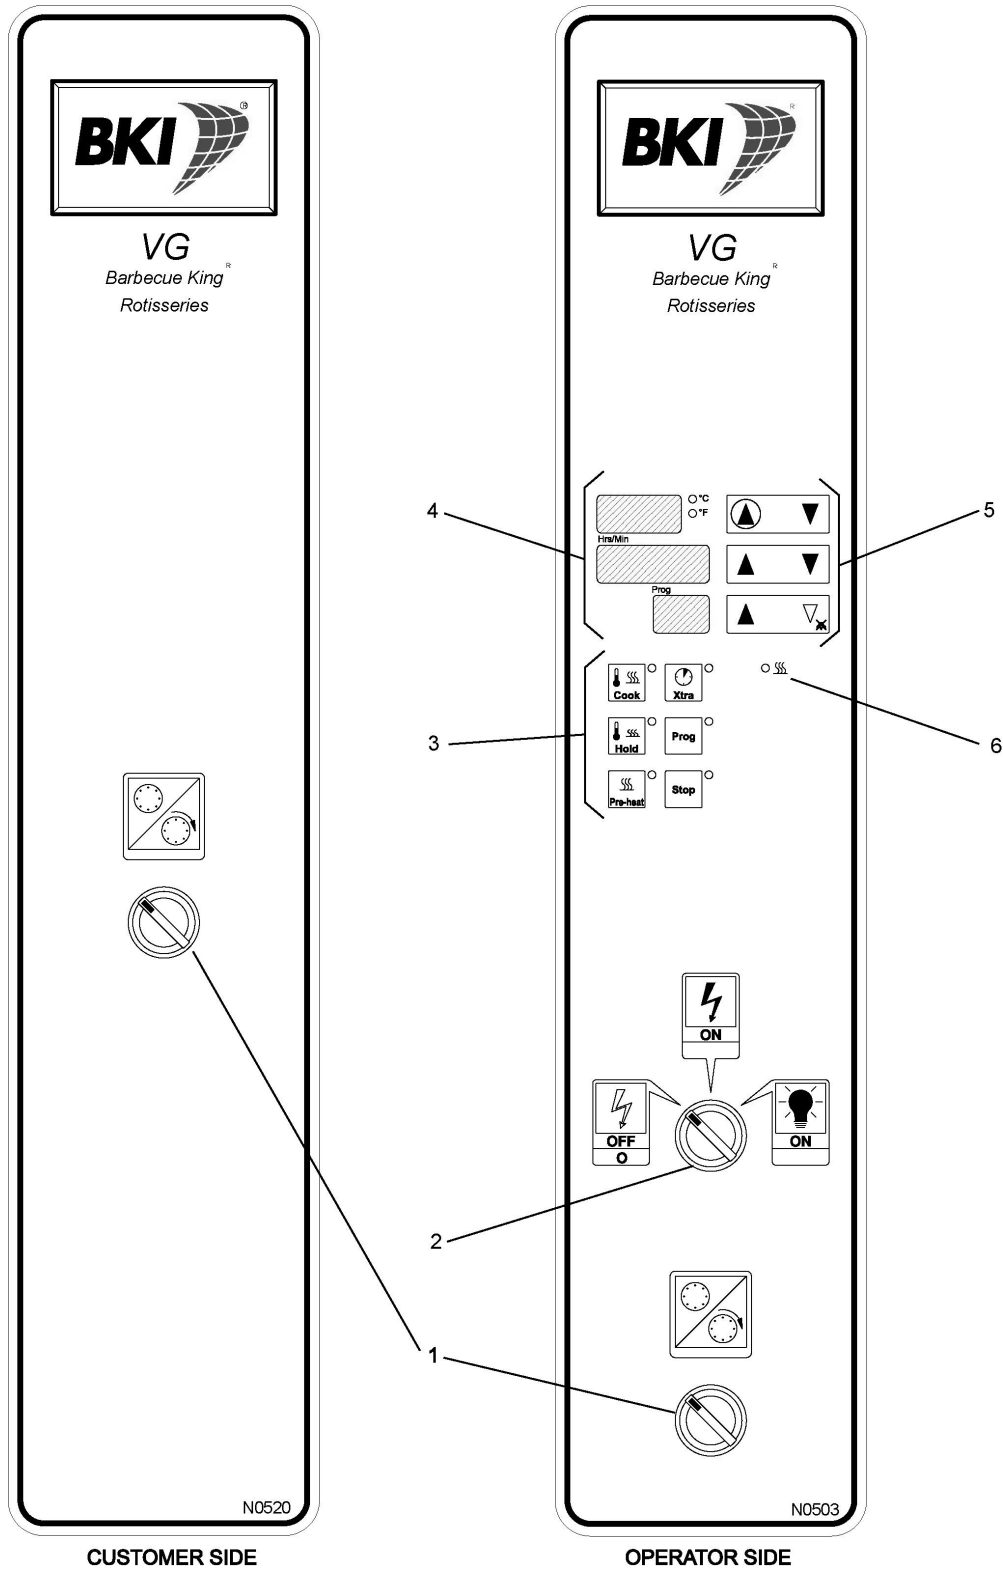 BKI
®
VG
Barbecue King R
Rotisseries
N0520
CUSTOMER SIDE
BKI
R
VG
Barbecue King R
Rotisseries
4
°C
°F
5
Hrs/Min
Prog
3
Cook
Xtra
6
Hold
Prog
Pre-heat
Stop
ON
OFF
O
ON
2
1
N0503
OPERATOR SIDE